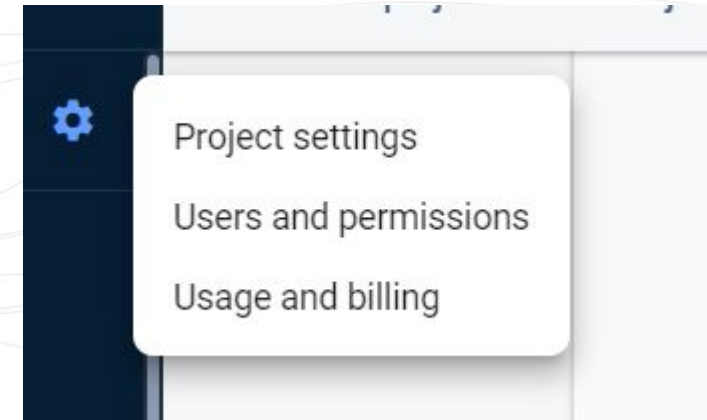 Project settings
Users and permissions
Usage and billing